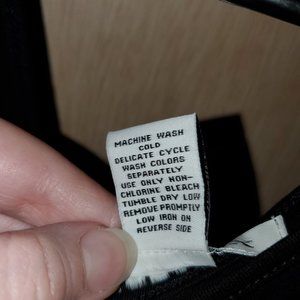 MACHINE WASH
COLD
DELICATE CYCLE
WASH COLORS
SEPARATELY
USE ONLY NON-
CHLORINE BLEACH
TUMBLE DRY LOW
REMOVE PROMPTLY
LOW IRON ON
REVERSE SIDE